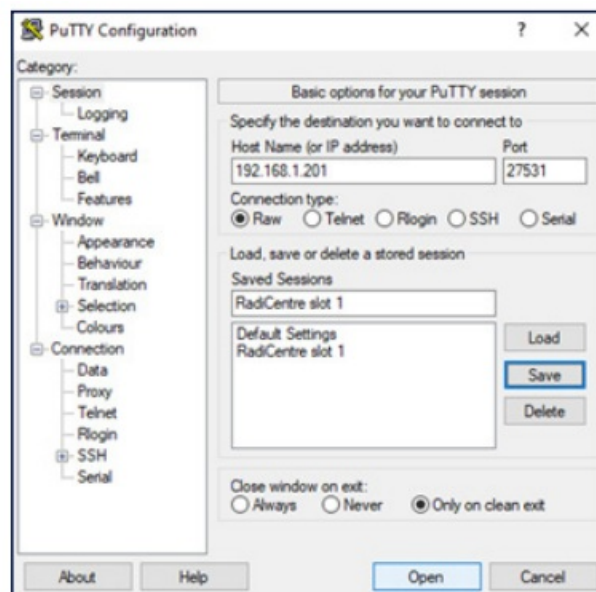 PuTTY Configuration ? ×
Category:
Session
Logging
Terminal
Keyboard
Bell
Features
Window
Appearance
Behaviour
Translation
Selection
Colours
Connection
Data
Proxy
Telnet
Rlogin
SSH
Serial
Basic options for your PuTTY session
Specify the destination you want to connect to
Host Name (or IP address) Port
192.168.1.201 27531
Connection type:
Raw Telnet Rlogin SSH Serial
Load, save or delete a stored session
Saved Sessions
RadiCentre slot 1
Default Settings
RadiCentre slot 1
Load
Save
Delete
Close window on exit:
Always Never Only on clean exit
About Help Open Cancel